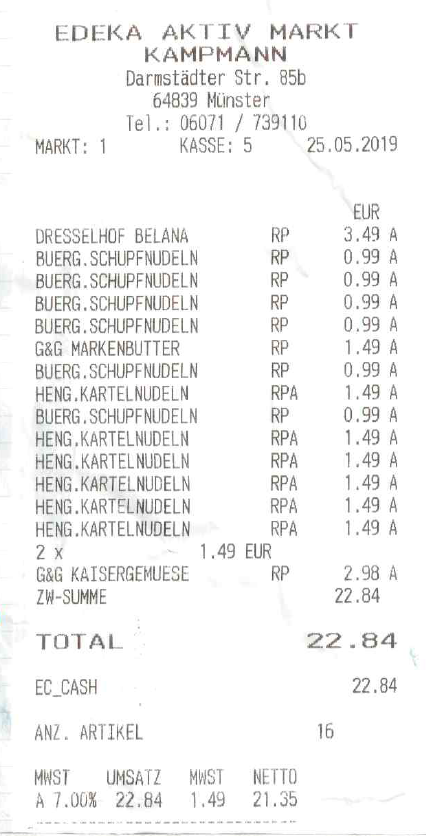 EDEKA AKTIV MARKT
KAMPMANN
Darmstädter Str. 85b
64839 Münster
Tel.: 06071 / 739110
MARKT: 1 KASSE: 5 25.05.2019
EUR
DRESSELHOF BELANA RP 3.49 A
BUERG.SCHUPFNUDELN RP 0.99 A
BUERG.SCHUPFNUDELN RP 0.99 A
BUERG.SCHUPFNUDELN RP 0.99 A
BUERG.SCHUPFNUDELN RP 0.99 A
G&G MARKENBUTTER RP 1.49 A
BUERG.SCHUPFNUDELN RP 0.99 A
HENG.KARTELNUDELN RPA 1.49 A
BUERG.SCHUPFNUDELN RP 0.99 A
HENG.KARTELNUDELN RPA 1.49 A
HENG.KARTELNUDELN RPA 1.49 A
HENG.KARTELNUDELN RPA 1.49 A
HENG.KARTELNUDELN RPA 1.49 A
HENG.KARTELNUDELN RPA 1.49 A
2 x 1.49 EUR
G&G KAISERGEMUESE RP 2.98 A
ZW-SUMME 22.84
TOTAL 22.84
EC_CASH 22.84
ANZ. ARTIKEL 16
MWST UMSATZ MWST NETTO
A 7.00% 22.84 1.49 21.35